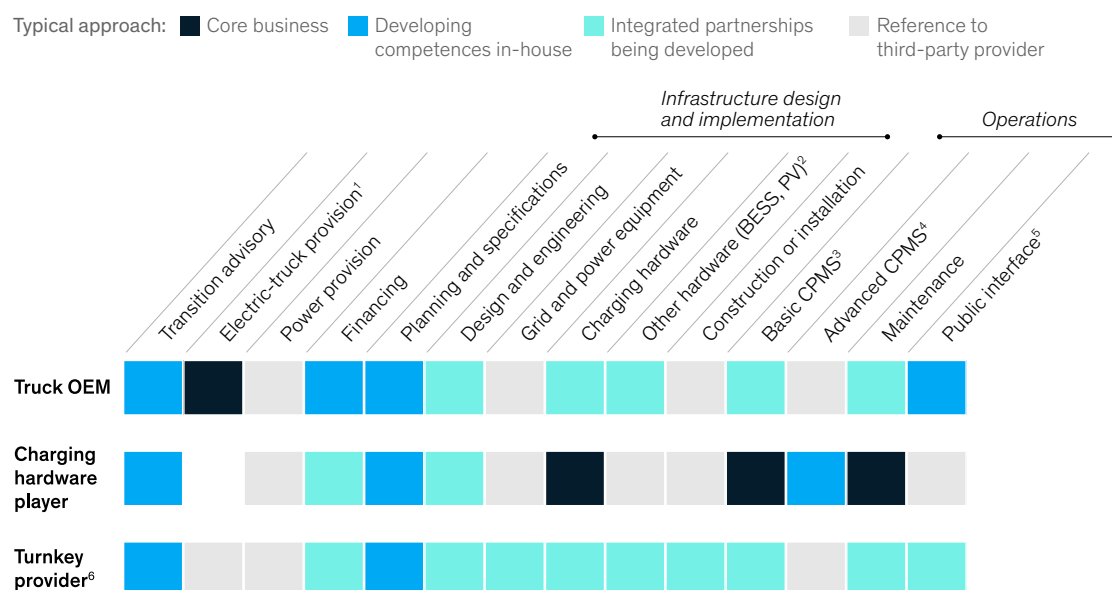 Typical approach:
Core business
Developing
competences in-house
Integrated partnerships
being developed
Reference to
third-party provider
Infrastructure design
and implementation
Operations
Transition advisory
Electric-truck provision¹
Power provision
Financing
Planning and specifications
Design and engineering
Grid and power equipment
Charging hardware
Other hardware (BESS, PV)²
Construction or installation
Basic CPMS³
Advanced CPMS⁴
Maintenance
Public interface⁵
Truck OEM
Charging
hardware
player
Turnkey
provider⁶